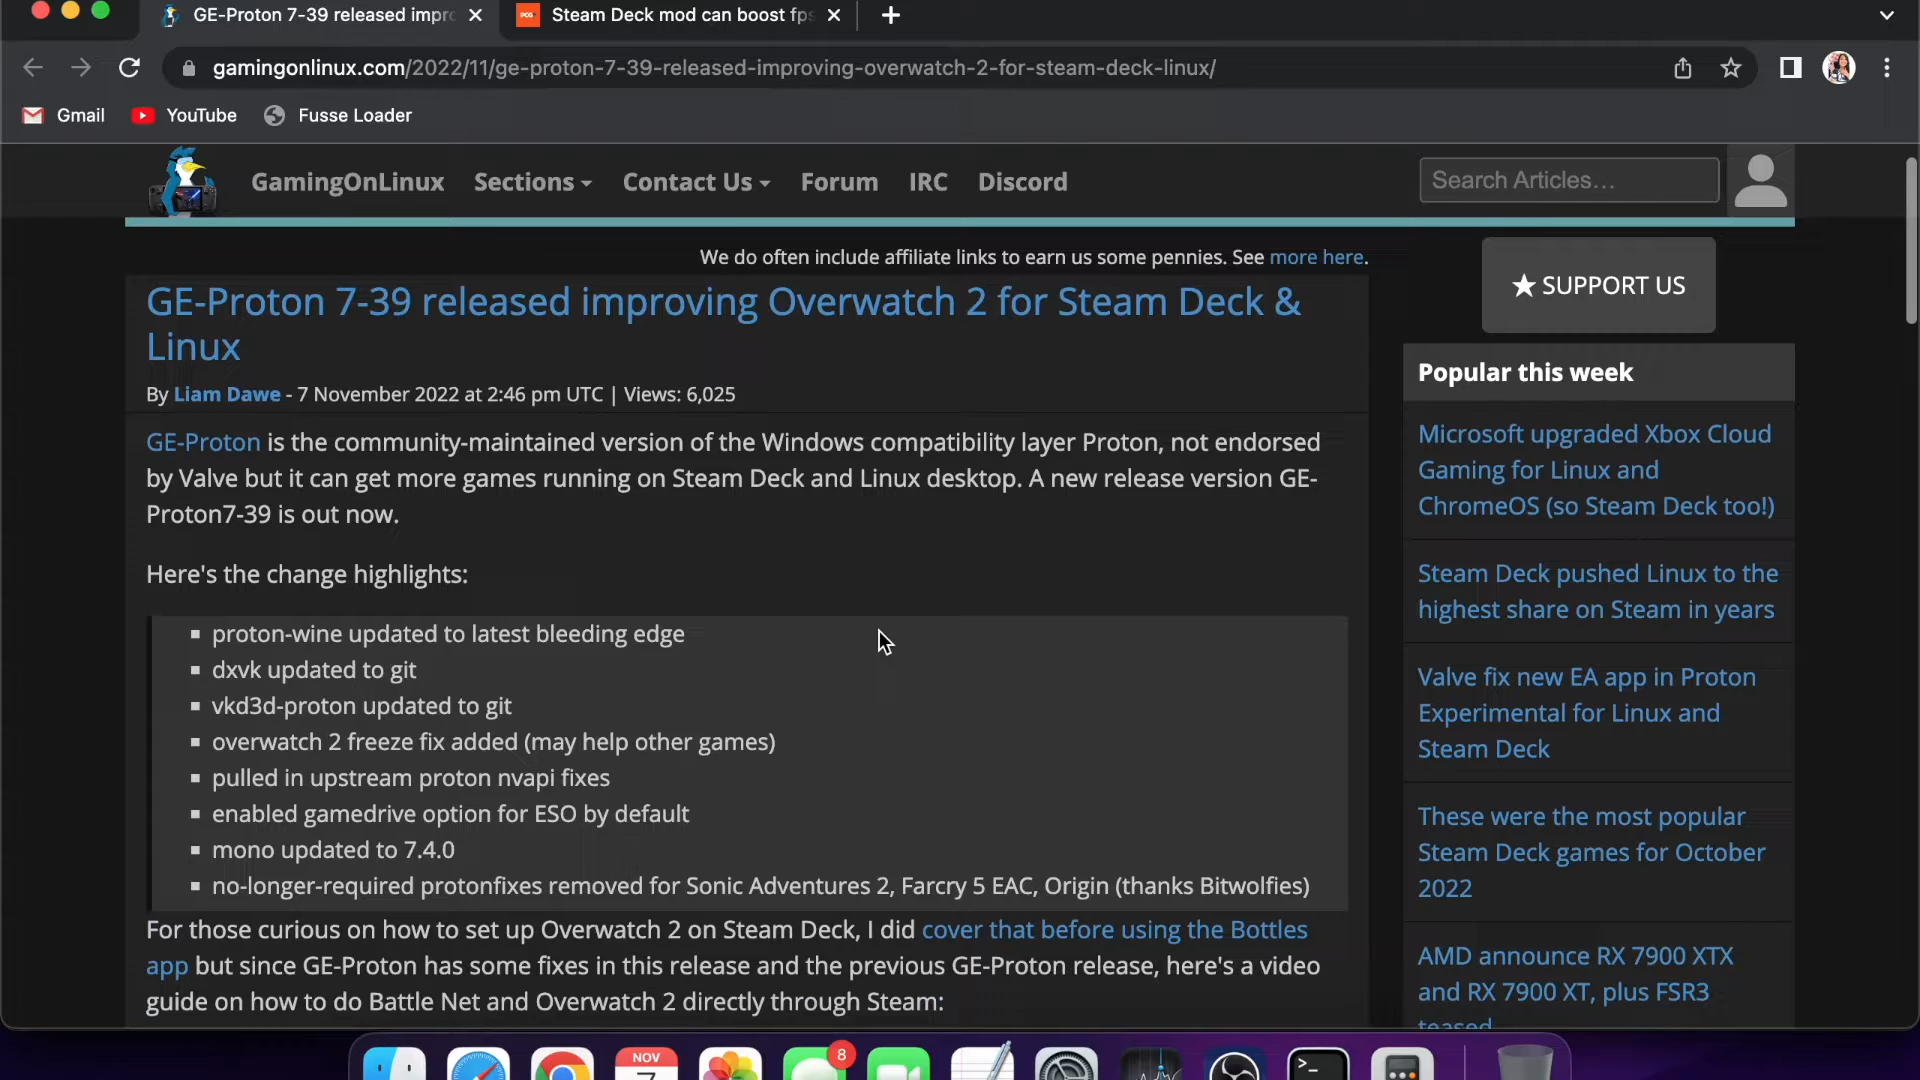 GE-Proton 7-39 released impro
PCG
Steam Deck mod can boost fps
gamingonlinux.com/2022/11/ge-proton-7-39-released-improving-overwatch-2-for-steam-deck-linux/
Gmail
YouTube
Fusse Loader
GamingOnLinux
Sections
Contact Us
Forum
IRC
Discord
Search Articles...
We do often include affiliate links to earn us some pennies. See more here.
SUPPORT US
GE-Proton 7-39 released improving Overwatch 2 for Steam Deck &
Linux
By Liam Dawe - 7 November 2022 at 2:46 pm UTC | Views: 6,025
GE-Proton is the community-maintained version of the Windows compatibility layer Proton, not endorsed
by Valve but it can get more games running on Steam Deck and Linux desktop. A new release version GE-
Proton7-39 is out now.
Here's the change highlights:
proton-wine updated to latest bleeding edge
dxvk updated to git
vkd3d-proton updated to git
overwatch 2 freeze fix added (may help other games)
pulled in upstream proton nvapi fixes
enabled gamedrive option for ESO by default
mono updated to 7.4.0
no-longer-required protonfixes removed for Sonic Adventures 2, Farcry 5 EAC, Origin (thanks Bitwolfies)
For those curious on how to set up Overwatch 2 on Steam Deck, I did cover that before using the Bottles
app but since GE-Proton has some fixes in this release and the previous GE-Proton release, here's a video
guide on how to do Battle Net and Overwatch 2 directly through Steam:
Popular this week
Microsoft upgraded Xbox Cloud
Gaming for Linux and
ChromeOS (so Steam Deck too!)
Steam Deck pushed Linux to the
highest share on Steam in years
Valve fix new EA app in Proton
Experimental for Linux and
Steam Deck
These were the most popular
Steam Deck games for October
2022
AMD announce RX 7900 XTX
and RX 7900 XT, plus FSR3
teased
NOV
7
8